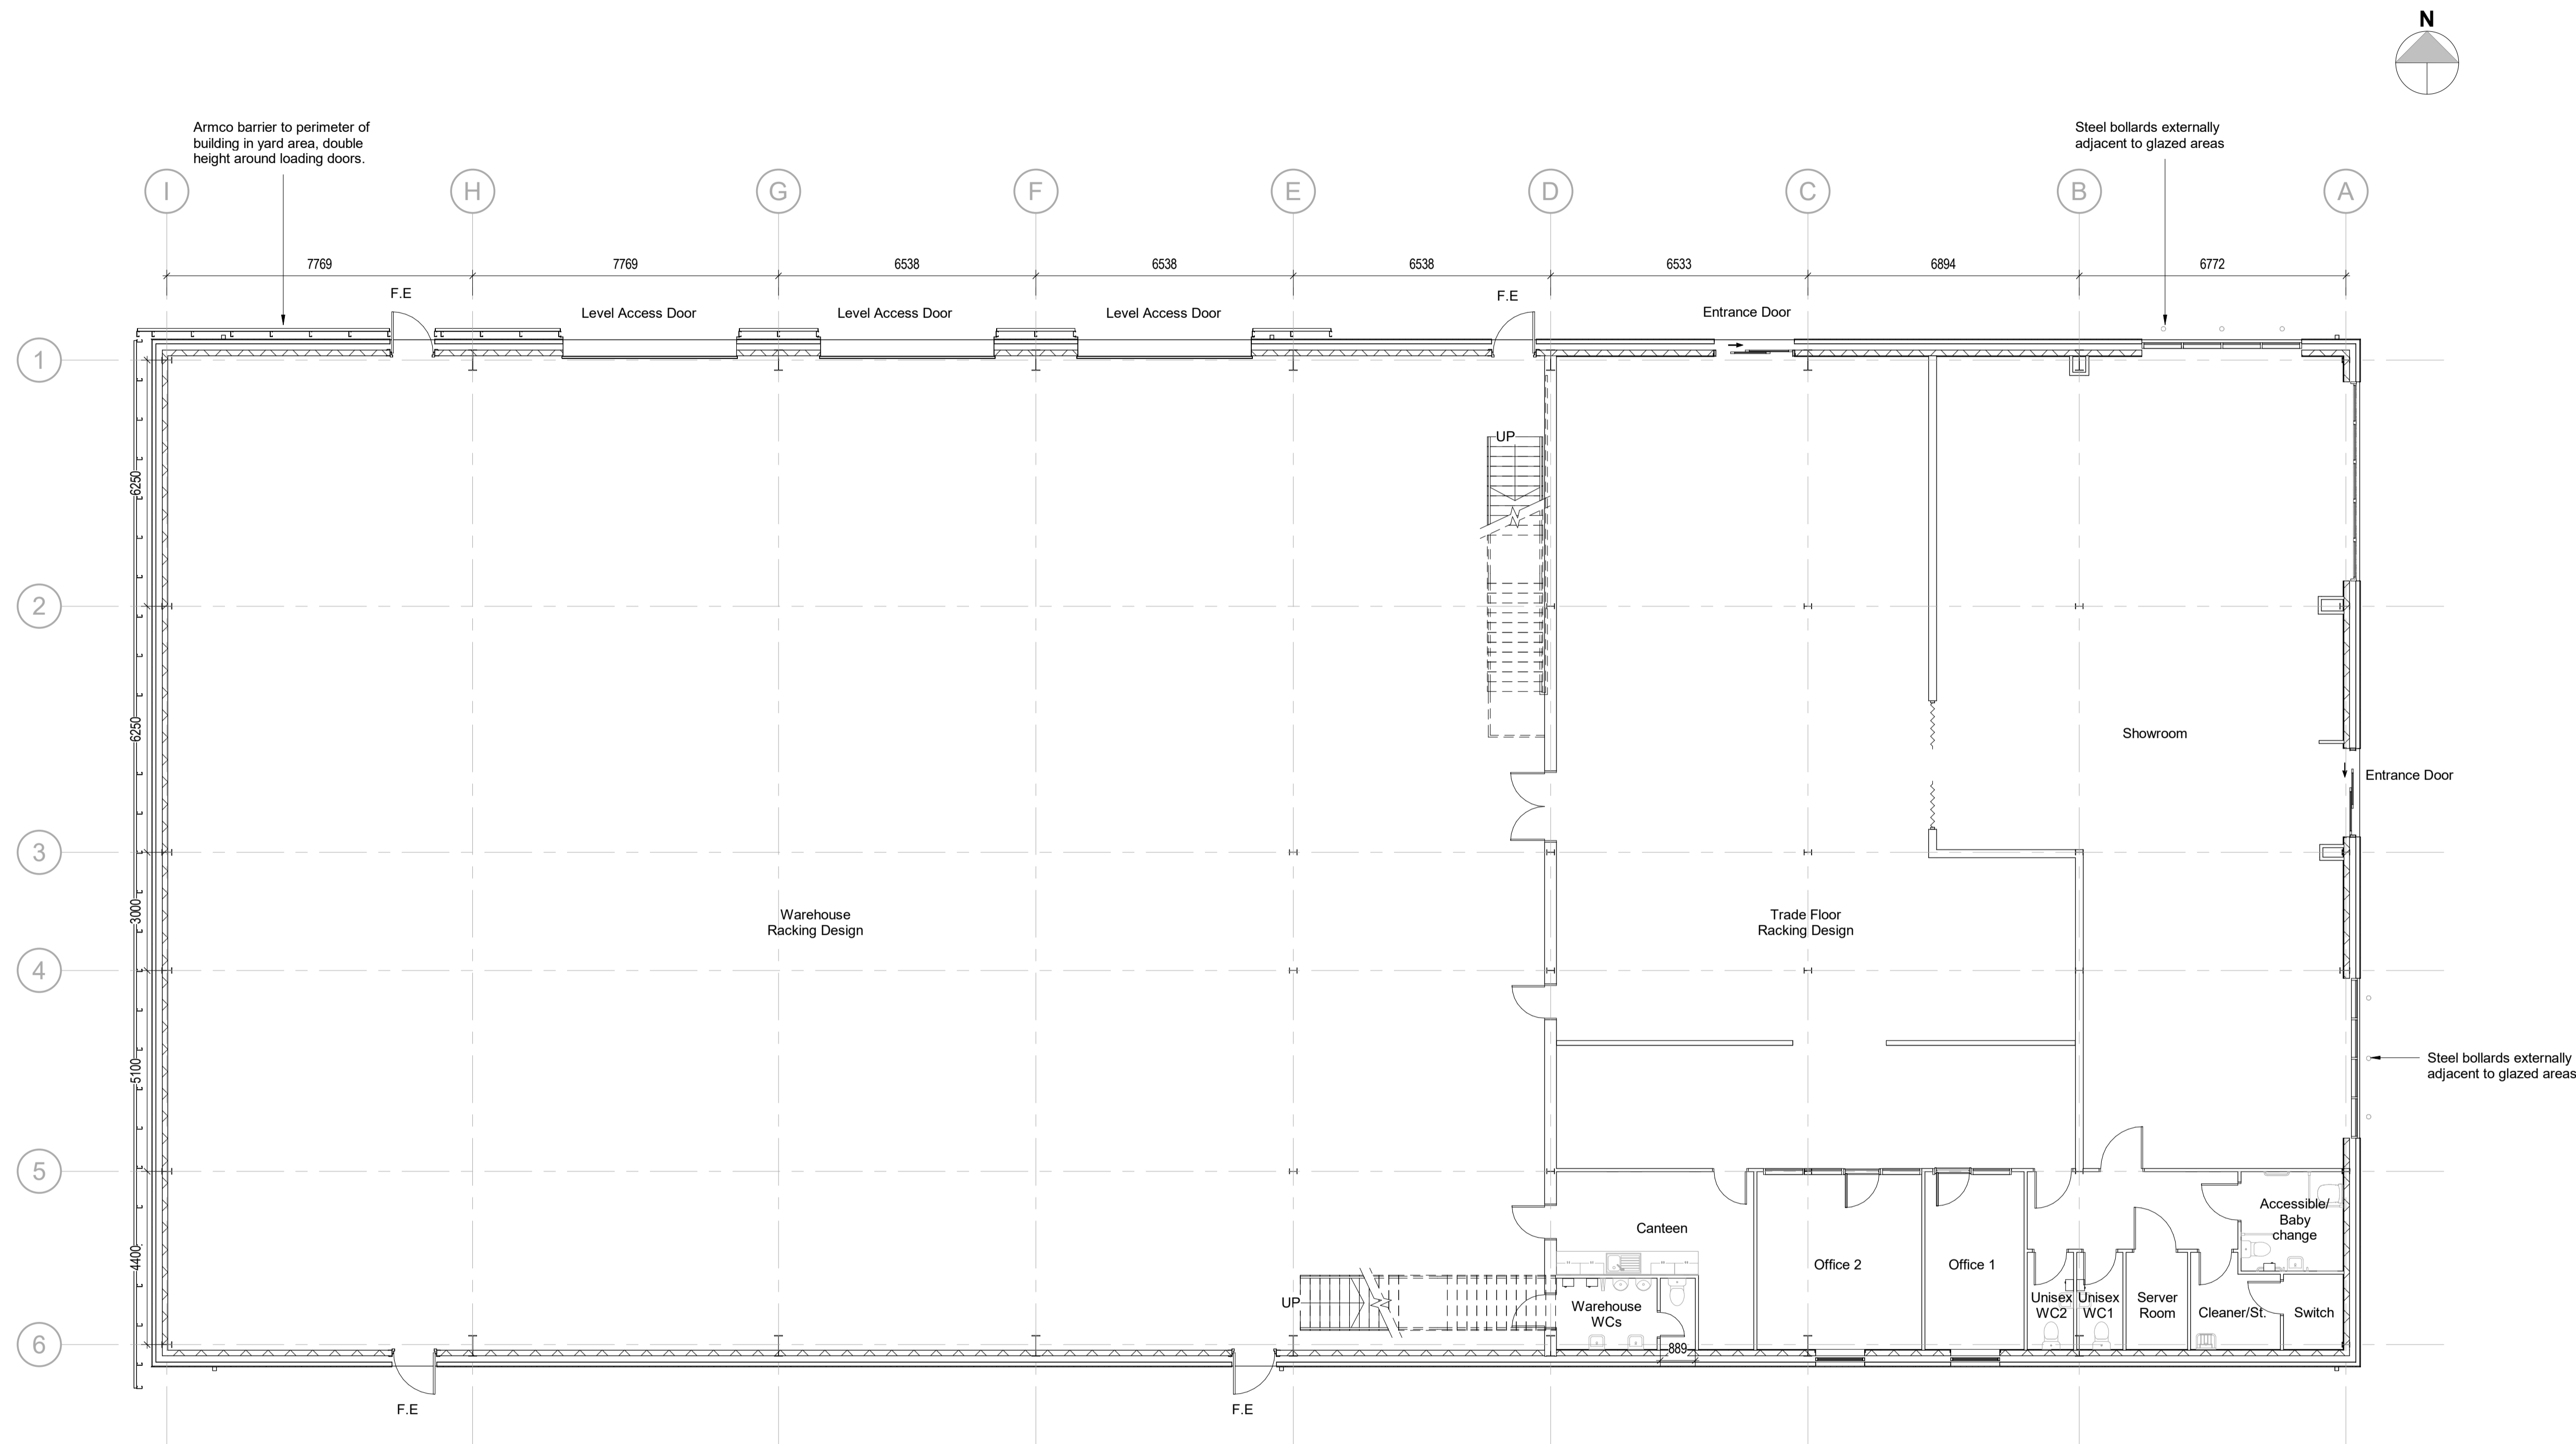 N
Armco barrier to perimeter of
building in yard area, double
height around loading doors.
Steel bollards externally
adjacent to glazed areas
I
H
G
F
E
D
C
B
A
7769
7769
6538
6538
6538
6533
6894
6772
F.E
F.E
Level Access Door
Level Access Door
Level Access Door
Entrance Door
1
UP
6250
2
6250
Showroom
Entrance Door
3
3000
Warehouse
Racking Design
Trade Floor
Racking Design
4
5100
Steel bollards externally
adjacent to glazed areas
5
Canteen
Accessible/
Baby
change
4400
Office 2
Office 1
UP
Warehouse
WCs
Unisex
WC2
Unisex
WC1
Server
Room
Cleaner/St.
Switch
6
889
F.E
F.E